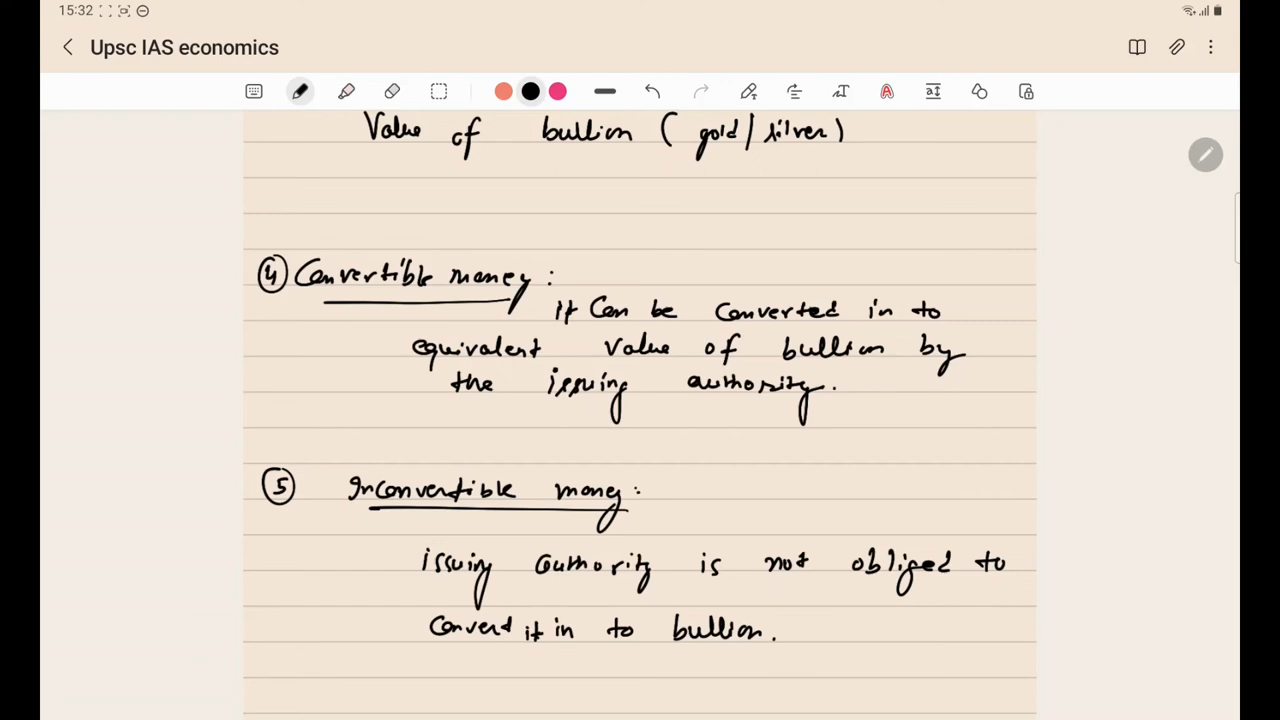 15:32
Upsc IAS economics
Value of bullion (gold/silver)
4 Convertible money:
it can be converted in to
equivalent value of bullion by
the issuing authority.
5 Inconvertible money:
issuing authority is not obliged to
convert it in to bullion.